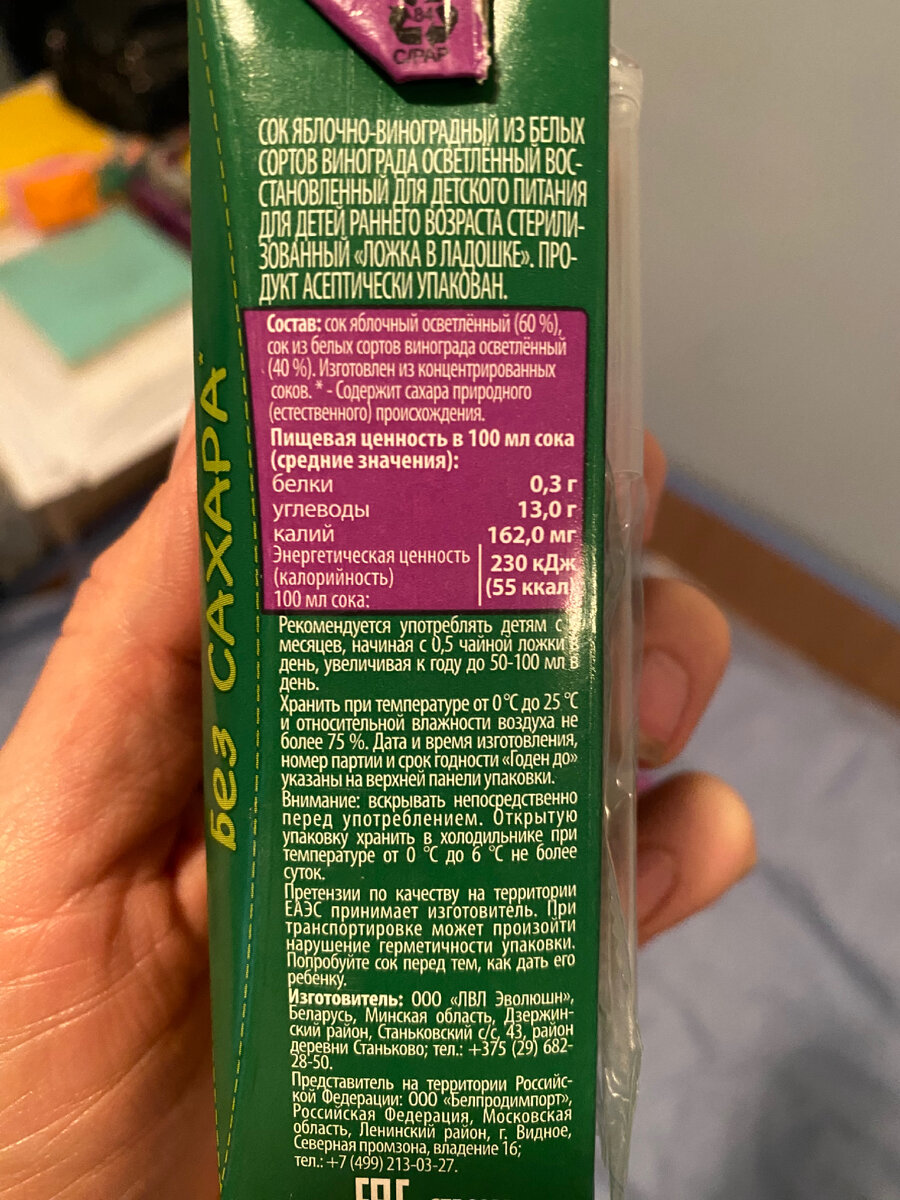 84
C/PAP
СОК ЯБЛОЧНО-ВИНОГРАДНЫЙ ИЗ БЕЛЫХ
СОРТОВ ВИНОГРАДА ОСВЕТЛЁННЫЙ ВОС-
СТАНОВЛЕННЫЙ ДЛЯ ДЕТСКОГО ПИТАНИЯ
ДЛЯ ДЕТЕЙ РАННЕГО ВОЗРАСТА СТЕРИЛИ-
ЗОВАННЫЙ «ЛОЖКА В ЛАДОШКЕ». ПРО-
ДУКТ АСЕПТИЧЕСКИ УПАКОВАН.
Состав: сок яблочный осветлённый (60 %),
сок из белых сортов винограда осветлённый
(40 %). Изготовлен из концентрированных
соков. * - Содержит сахара природного
(естественного) происхождения.
Пищевая ценность в 100 мл сока
(средние значения):
белки 0,3 г
углеводы 13,0 г
калий 162,0 мг
Энергетическая ценность 230 кДж
(калорийность) (55 ккал)
100 мл сока:
Рекомендуется употреблять детям с
месяцев, начиная с 0,5 чайной ложки в
день, увеличивая к году до 50-100 мл в
день.
Хранить при температуре от 0 °С до 25 °С
и относительной влажности воздуха не
более 75 %. Дата и время изготовления,
номер партии и срок годности «Годен до»
указаны на верхней панели упаковки.
Внимание: вскрывать непосредственно
перед употреблением. Открытую
упаковку хранить в холодильнике при
температуре от 0 °С до 6 °С не более
суток.
Претензии по качеству на территории
ЕАЭС принимает изготовитель. При
транспортировке может произойти
нарушение герметичности упаковки.
Попробуйте сок перед тем, как дать его
ребёнку.
Изготовитель: ООО «ЛВЛ Эволюшн»,
Беларусь, Минская область, Дзержин-
ский район, Станьковский с/с, 43, район
деревни Станьково; тел.: +375 (29) 682-
28-50.
Представитель на территории Россий-
ской Федерации: ООО «Белпродимпорт»,
Российская Федерация, Московская
область, Ленинский район, г. Видное,
Северная промзона, владение 16;
тел.: +7 (499) 213-03-27.
без САХАРА*